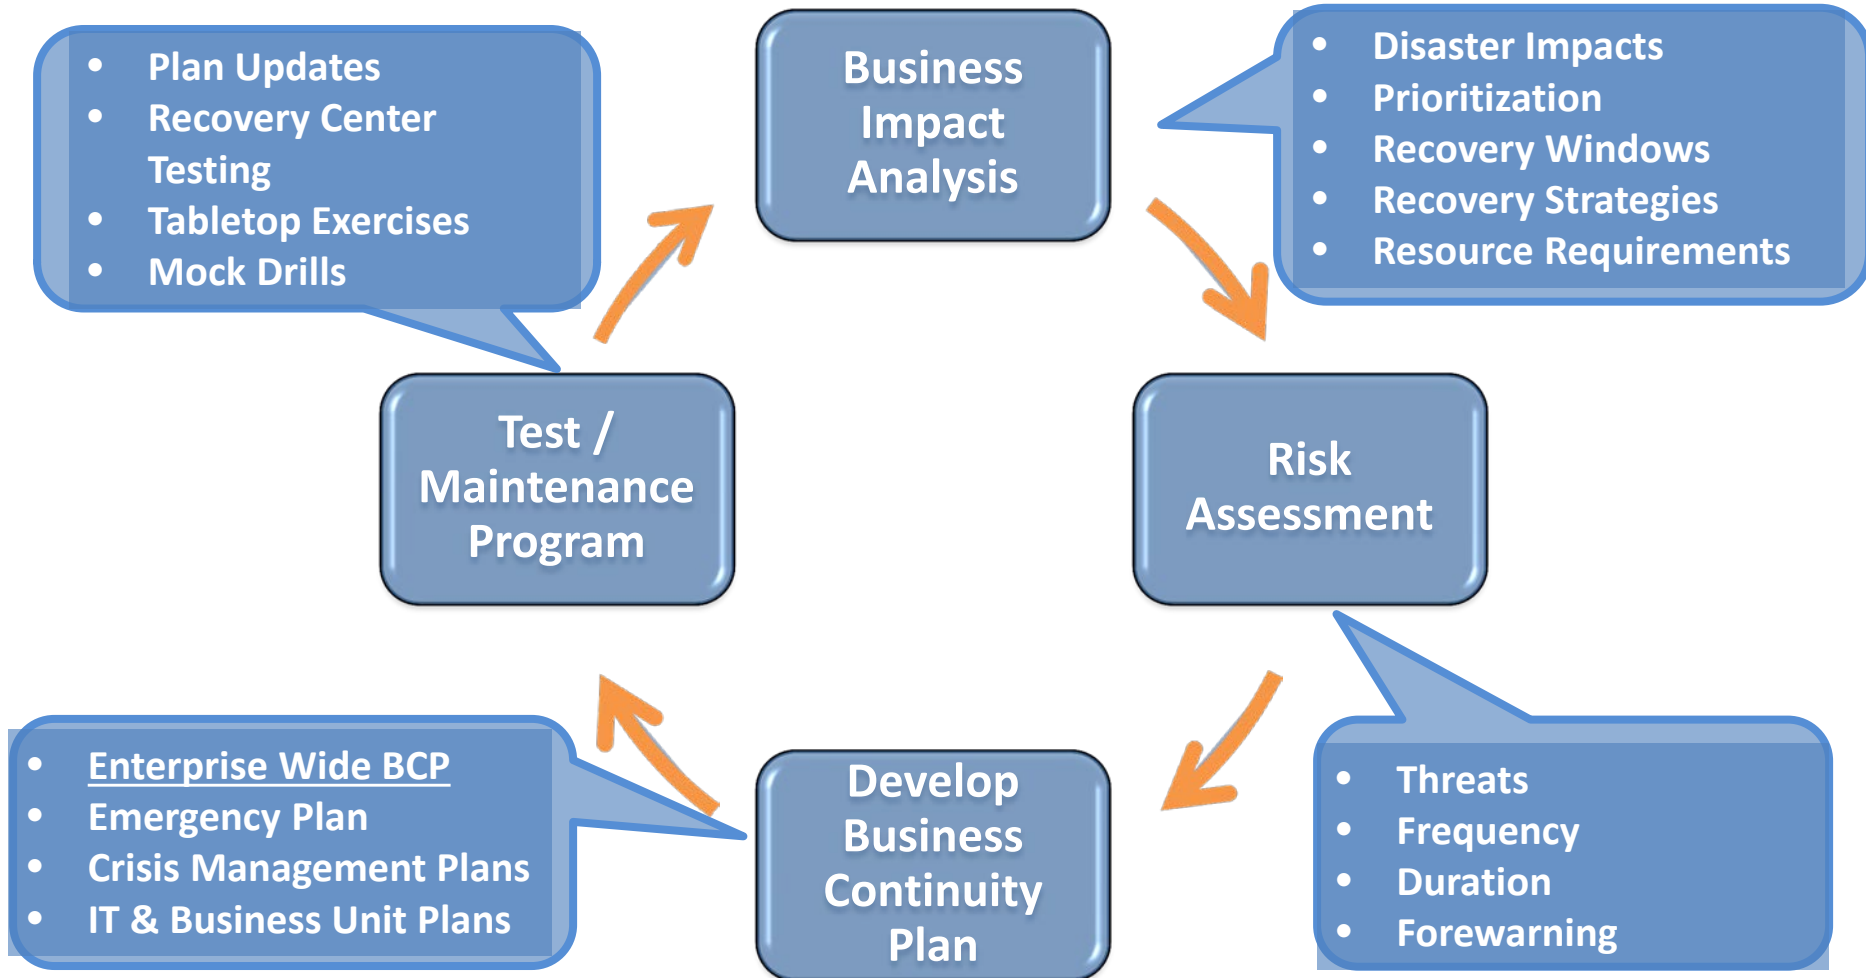 • Plan Updates
• Recovery Center
Testing
• Tabletop Exercises
• Mock Drills
Business
Impact
Analysis
• Disaster Impacts
• Prioritization
• Recovery Windows
• Recovery Strategies
• Resource Requirements
Test /
Maintenance
Program
Risk
Assessment
• Enterprise Wide BCP
• Emergency Plan
• Crisis Management Plans
• IT & Business Unit Plans
Develop
Business
Continuity
Plan
• Threats
• Frequency
• Duration
• Forewarning